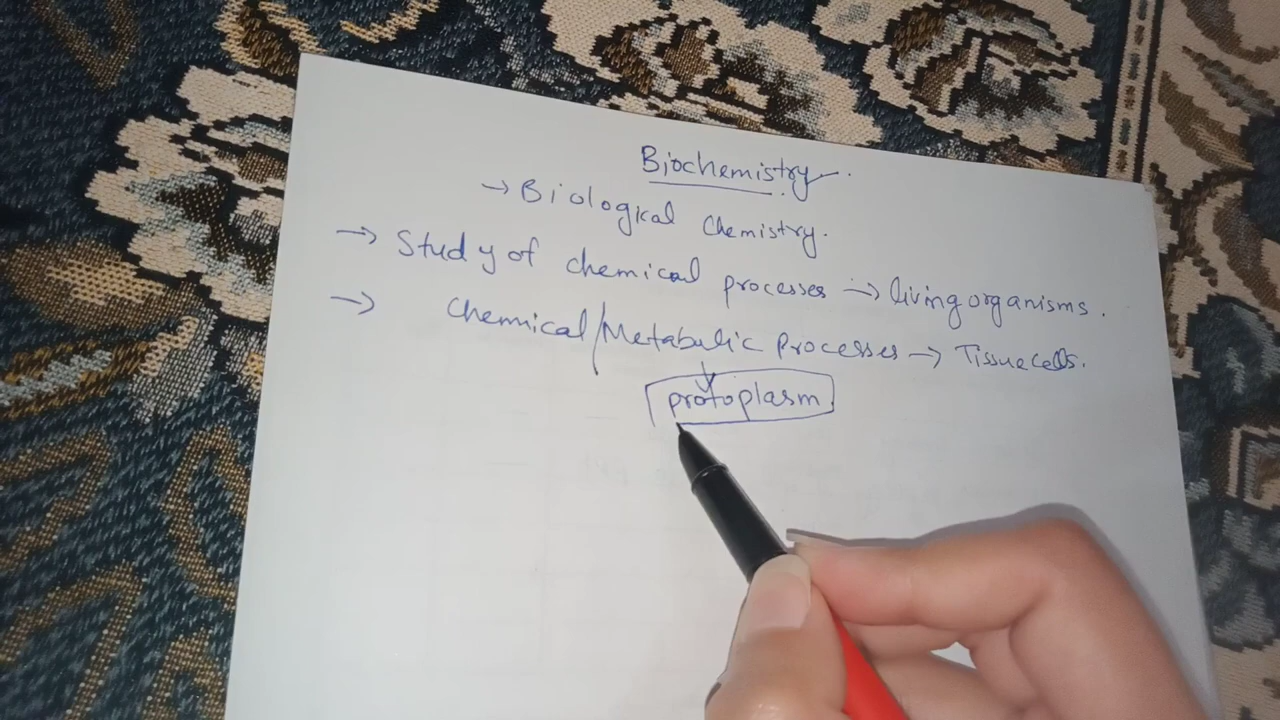 Biochemistry.
→ Biological Chemistry.
→ Study of chemical processes → living organisms.
→ Chemical/Metabolic Processes → Tissue cells.
↓
protoplasm